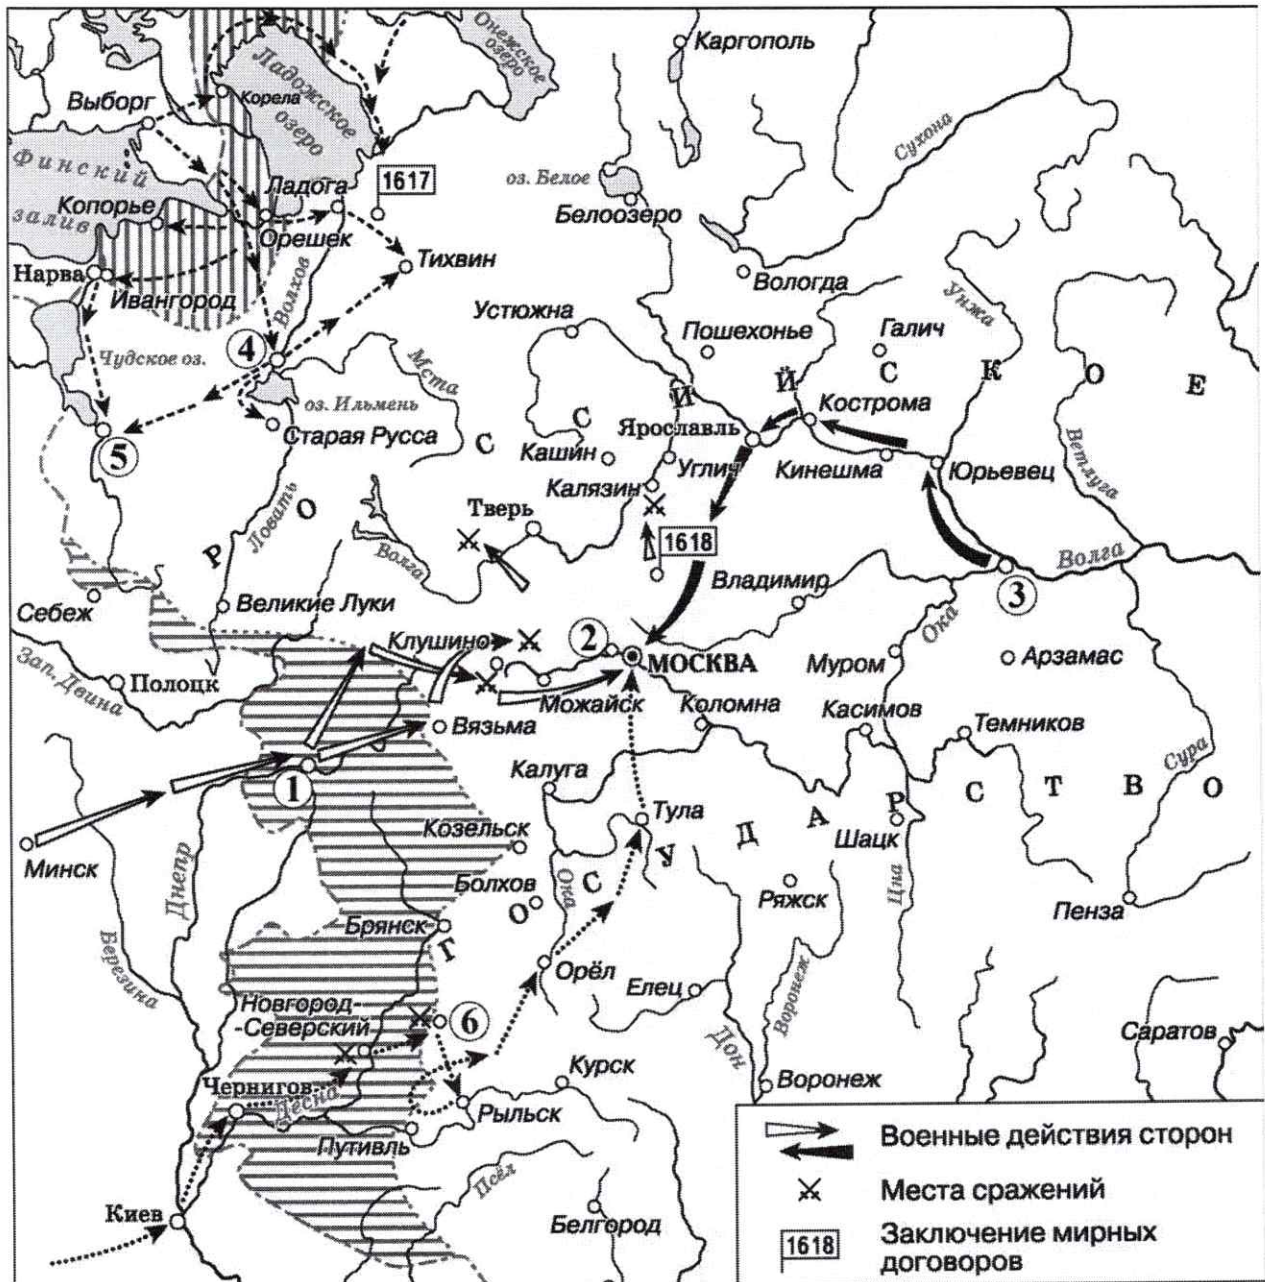 Каргополь
Онежское
озеро
Ладожское
озеро
Корела
Выборг
Сухона
Финский
залив
1617
Ладога
оз. Белое
Белоозеро
Копорье
Орешек
Тихвин
Нарва
Ивангород
Волхов
Вологда
Устюжна
Пошехонье
Галич
Унжа
4
Чудское оз.
Мста
РОССИЙСКОЕ
оз. Ильмень
Кострома
Старая Русса
Ярославль
5
Кашин
Углич
Кинешма
Юрьевец
Ветлуга
Калязин
Ловать
Тверь
1618
Волга
Волга
Владимир
3
Себеж
Великие Луки
Ока
Клушино
2
МОСКВА
Муром
Арзамас
Зап. Двина
Полоцк
Можайск
Коломна
Касимов
Темников
Вязьма
Сура
1
Калуга
ГОСУДАРСТВО
Тула
Шацк
Минск
Днепр
Козельск
Болхов
Ока
Ряжск
Цна
Пенза
Брянск
Березина
Орёл
Елец
Воронеж
Новгород-
-Северский
6
Дон
Саратов
Чернигов
Десна
Курск
Воронеж
Рыльск
Путивль
Псёл
Киев
Белгород
Военные действия сторон
Места сражений
1618
Заключение мирных
договоров